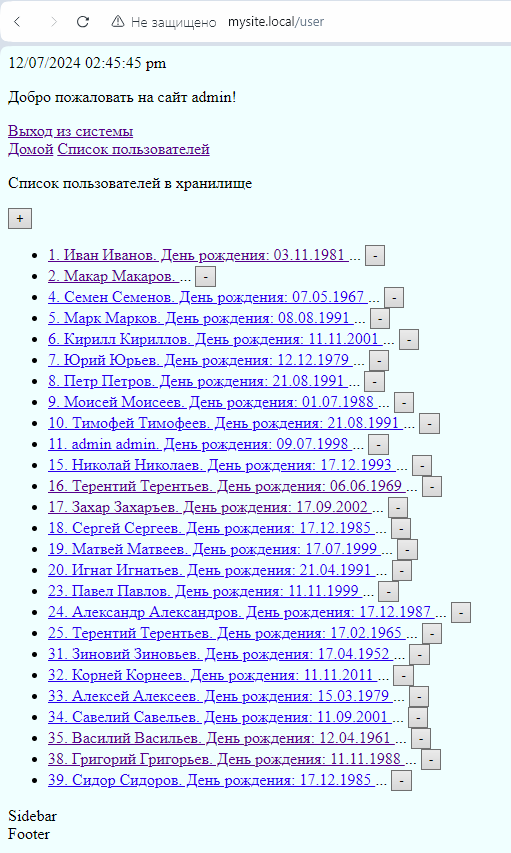 Не защищено mysite.local/user
12/07/2024 02:45:45 pm
Добро пожаловать на сайт admin!
Выход из системы
Домой Список пользователей
Список пользователей в хранилище
+
1. Иван Иванов. День рождения: 03.11.1981 ... -
2. Макар Макаров. ... -
4. Семен Семенов. День рождения: 07.05.1967 ... -
5. Марк Марков. День рождения: 08.08.1991 ... -
6. Кирилл Кириллов. День рождения: 11.11.2001 ... -
7. Юрий Юрьев. День рождения: 12.12.1979 ... -
8. Петр Петров. День рождения: 21.08.1991 ... -
9. Моисей Моисеев. День рождения: 01.07.1988 ... -
10. Тимофей Тимофеев. День рождения: 21.08.1991 ... -
11. admin admin. День рождения: 09.07.1998 ... -
15. Николай Николаев. День рождения: 17.12.1993 ... -
16. Терентий Терентьев. День рождения: 06.06.1969 ... -
17. Захар Захарьев. День рождения: 17.09.2002 ... -
18. Сергей Сергеев. День рождения: 17.12.1985 ... -
19. Матвей Матвеев. День рождения: 17.07.1999 ... -
20. Игнат Игнатьев. День рождения: 21.04.1991 ... -
23. Павел Павлов. День рождения: 11.11.1999 ... -
24. Александр Александров. День рождения: 17.12.1987 ... -
25. Терентий Терентьев. День рождения: 17.02.1965 ... -
31. Зиновий Зиновьев. День рождения: 17.04.1952 ... -
32. Корней Корнеев. День рождения: 11.11.2011 ... -
33. Алексей Алексеев. День рождения: 15.03.1979 ... -
34. Савелий Савельев. День рождения: 11.09.2001 ... -
35. Василий Васильев. День рождения: 12.04.1961 ... -
38. Григорий Григорьев. День рождения: 11.11.1988 ... -
39. Сидор Сидоров. День рождения: 17.12.1985 ... -
Sidebar
Footer